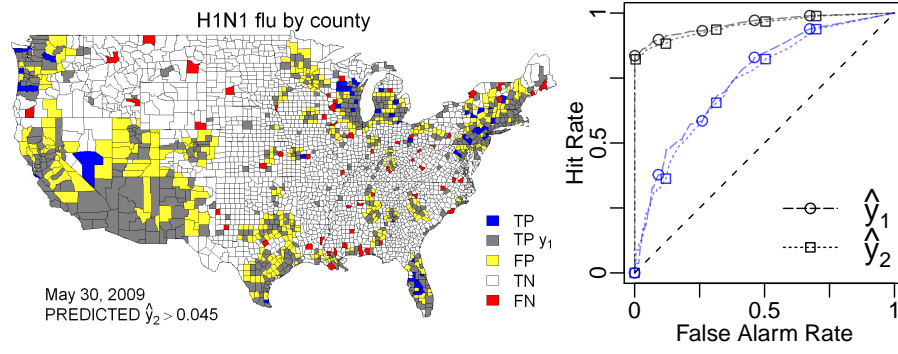 H1N1 flu by county
TP
TP y₁
FP
TN
FN
May 30, 2009
PREDICTED ŷ₂ > 0.045
Hit Rate
0
0.5
1
ŷ₁
ŷ₂
0
0.5
1
False Alarm Rate